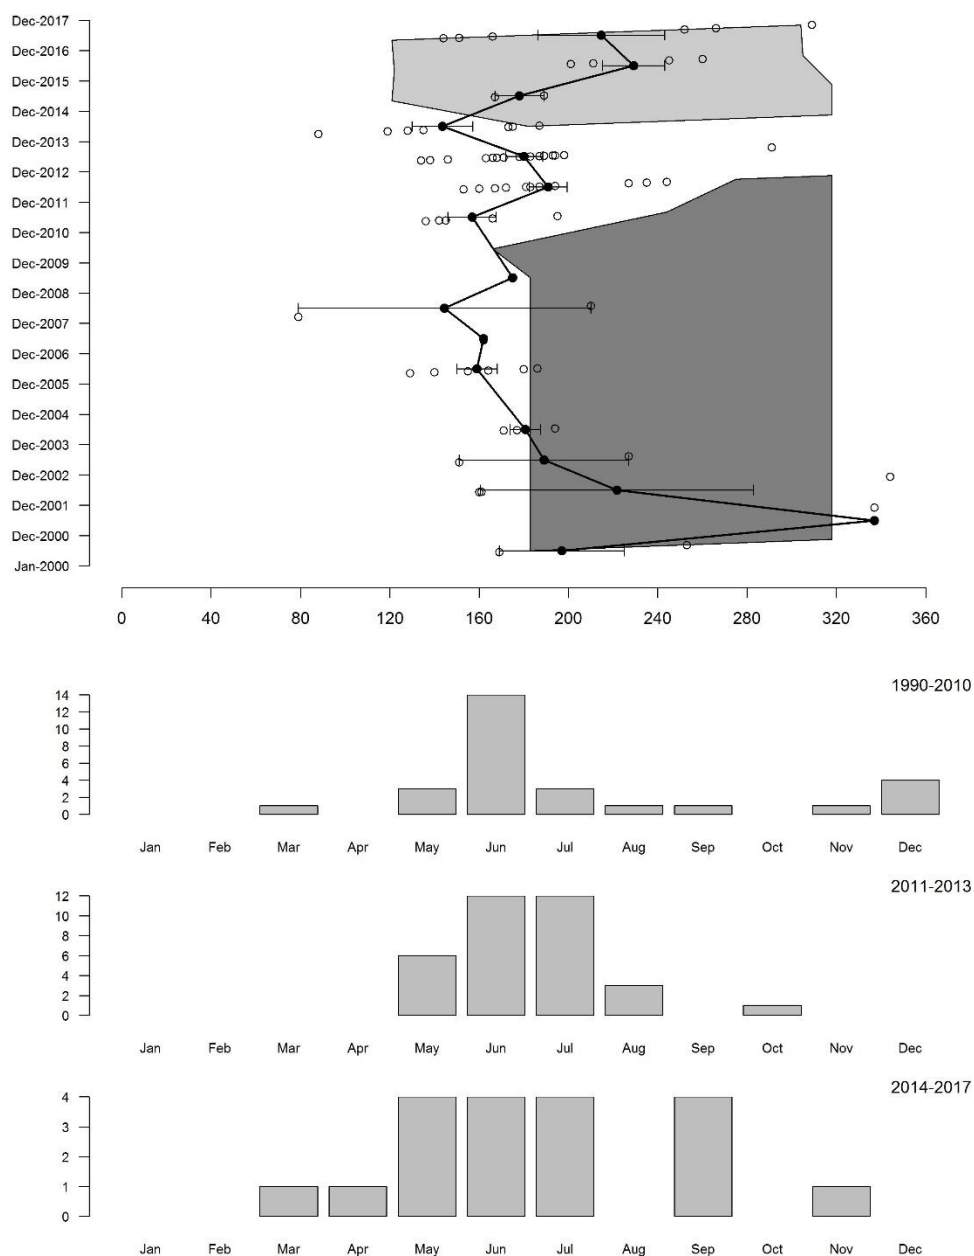 Dec-2017
Dec-2016
Dec-2015
Dec-2014
Dec-2013
Dec-2012
Dec-2011
Dec-2010
Dec-2009
Dec-2008
Dec-2007
Dec-2006
Dec-2005
Dec-2004
Dec-2003
Dec-2002
Dec-2001
Dec-2000
Jan-2000
0 40 80 120 160 200 240 280 320 360
1990-2010
14
12
10
8
6
4
2
0
Jan Feb Mar Apr May Jun Jul Aug Sep Oct Nov Dec
2011-2013
12
10
8
6
4
2
0
Jan Feb Mar Apr May Jun Jul Aug Sep Oct Nov Dec
2014-2017
4
3
2
1
0
Jan Feb Mar Apr May Jun Jul Aug Sep Oct Nov Dec